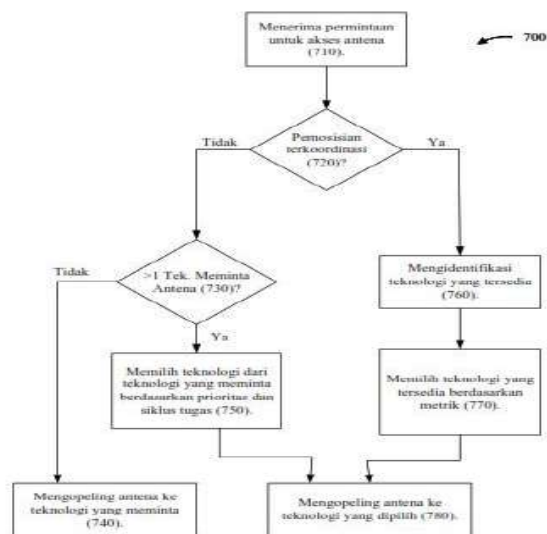 Menerima permintaan
untuk akses antena
(710).
700
Pemosisian
terkoordinasi
(720)?
Tidak
Ya
>1 Tek. Meminta
Antena (730)?
Tidak
Ya
Mengidentifikasi
teknologi yang tersedia
(760).
Memilih teknologi dari
teknologi yang meminta
berdasarkan prioritas dan
siklus tugas (750).
Memilih teknologi yang
tersedia berdasarkan
metrik (770).
Mengopeling antena ke
teknologi yang meminta
(740).
Mengopeling antena ke
teknologi yang dipilih (780).